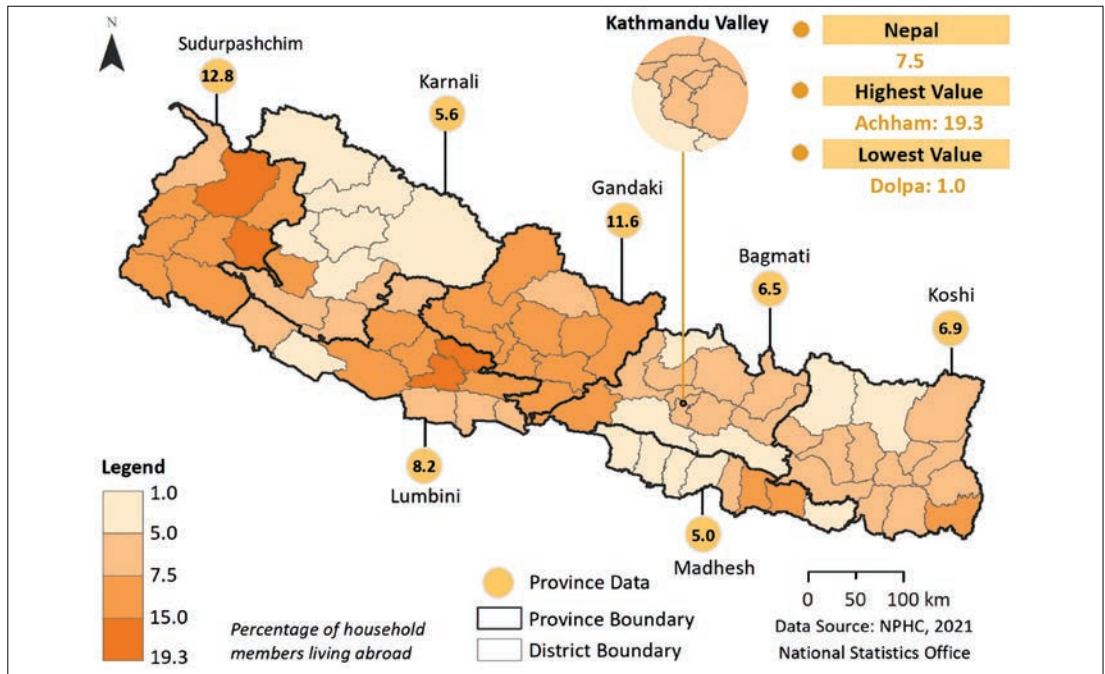 N
Sudurpashchim
12.8
Karnali
5.6
Gandaki
11.6
Kathmandu Valley
Bagmati
6.5
Koshi
6.9
Nepal
7.5
Highest Value
Achham: 19.3
Lowest Value
Dolpa: 1.0
8.2
Lumbini
5.0
Madhesh
Legend
1.0
5.0
7.5
15.0
19.3
Percentage of household
members living abroad
Province Data
Province Boundary
District Boundary
0 50 100 km
Data Source: NPHC, 2021
National Statistics Office